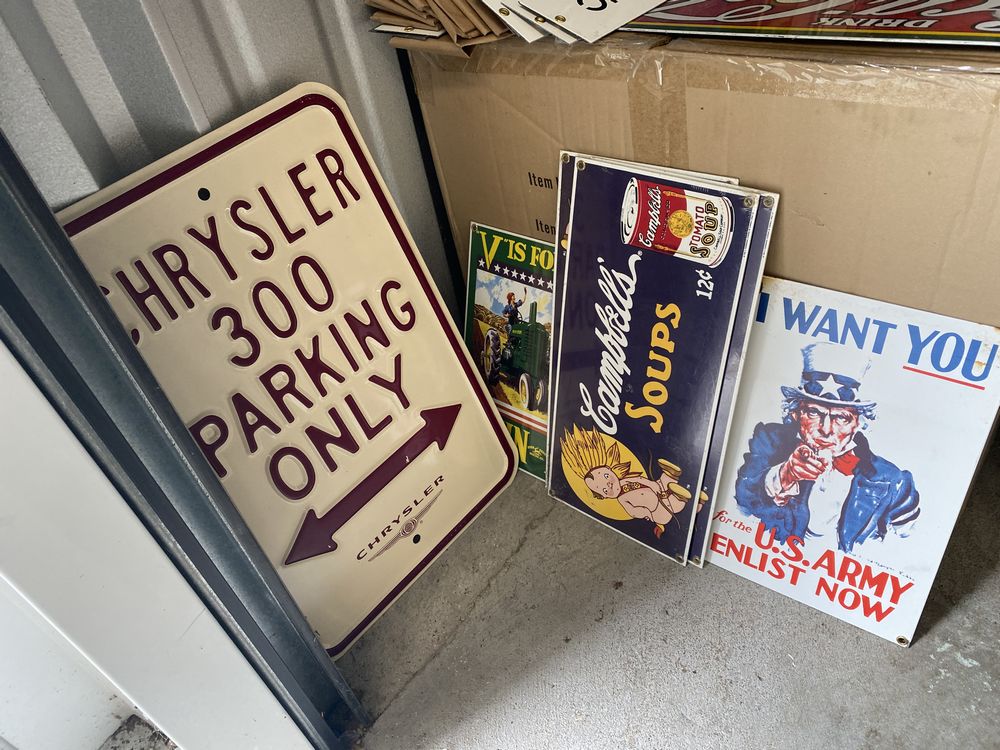 CHRYSLER
300
PARKING
ONLY
CHRYSLER
V IS FO
Campbell's
TOMATO
SOUP
12¢
Campbell's
SOUPS
I WANT YOU
for the U.S. ARMY
ENLIST NOW
DRINK
Item
Item
S